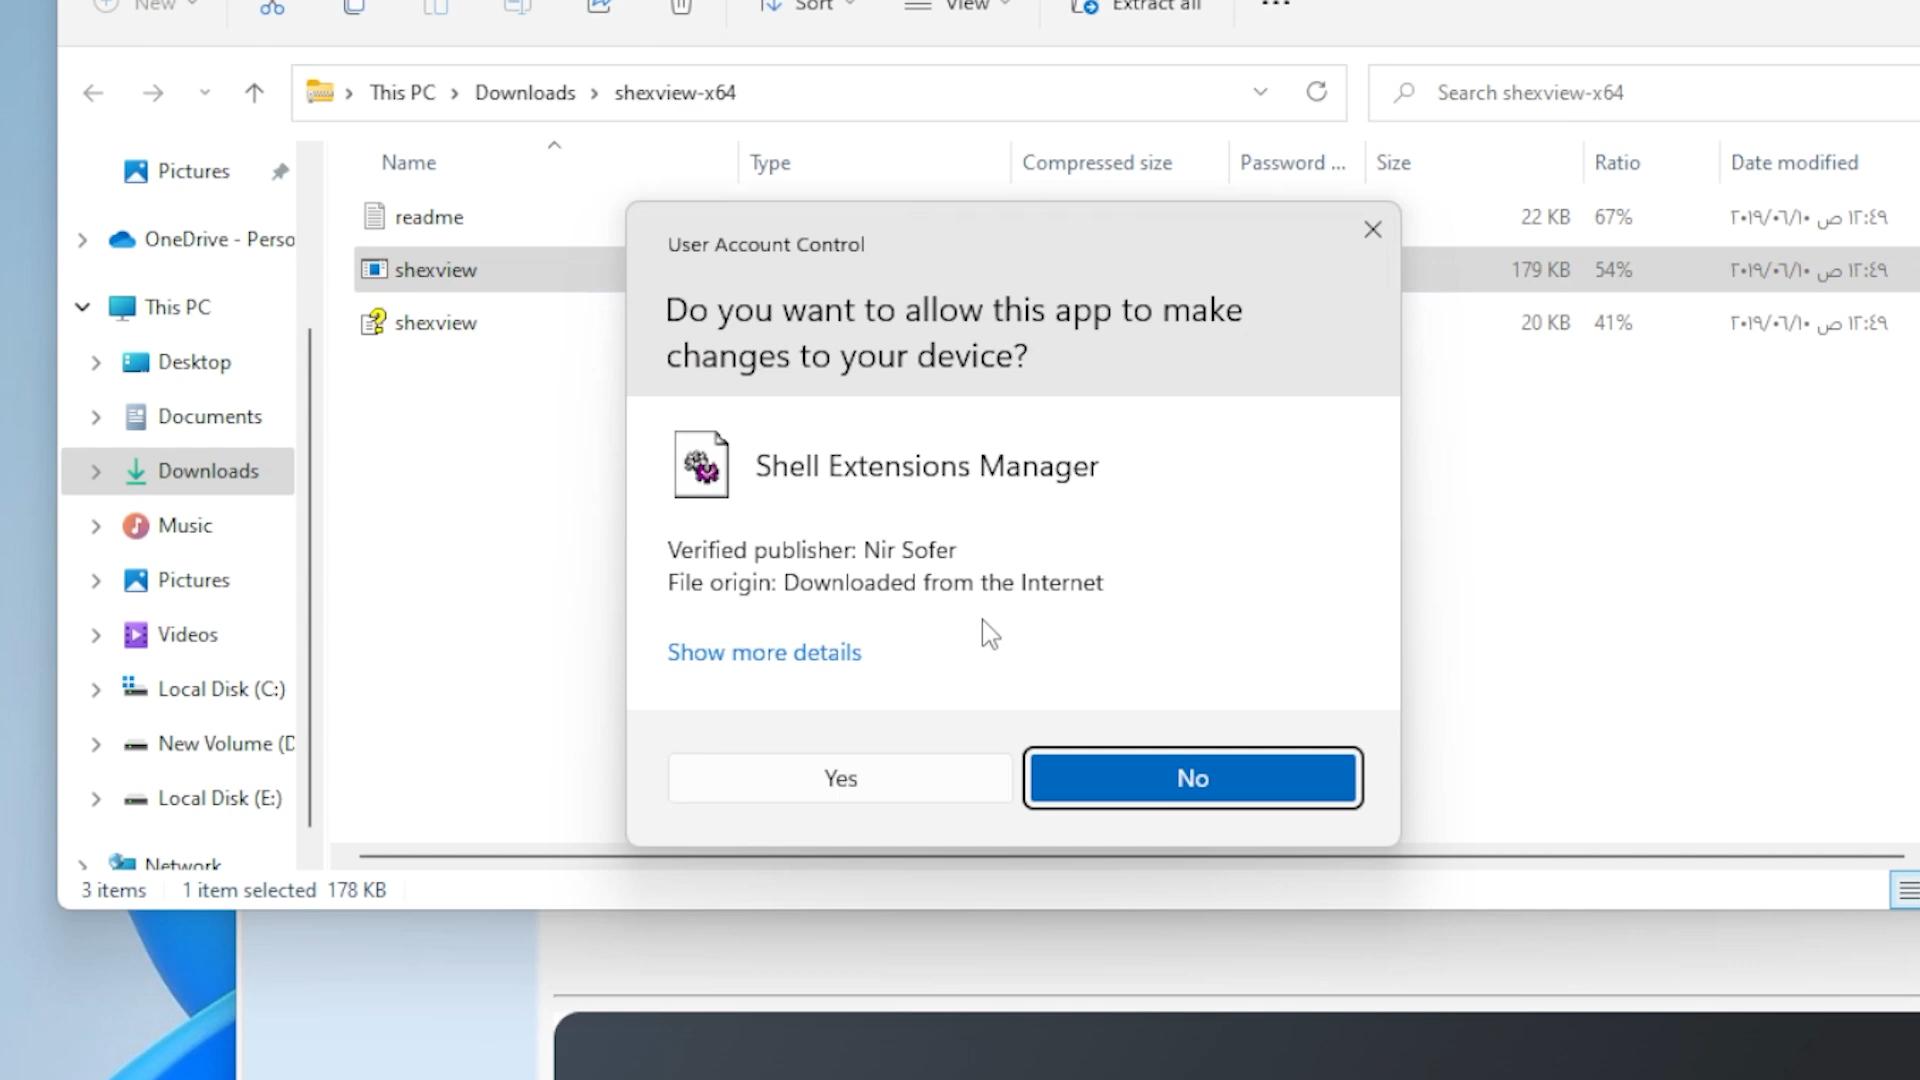 New
Sort
View
Extract all
This PC
Downloads
shexview-x64
Search shexview-x64
Name
Type
Compressed size
Password ...
Size
Ratio
Date modified
Pictures
OneDrive - Perso
This PC
Desktop
Documents
Downloads
Music
Pictures
Videos
Local Disk (C:)
New Volume (D
Local Disk (E:)
Network
readme
22 KB
67%
٢٠١٩/٠٦/١٠ ١٢:٤٩ ص
shexview
179 KB
54%
٢٠١٩/٠٦/١٠ ١٢:٤٩ ص
shexview
20 KB
41%
٢٠١٩/٠٦/١٠ ١٢:٤٩ ص
User Account Control
Do you want to allow this app to make
changes to your device?
Shell Extensions Manager
Verified publisher: Nir Sofer
File origin: Downloaded from the Internet
Show more details
Yes
No
3 items
1 item selected 178 KB